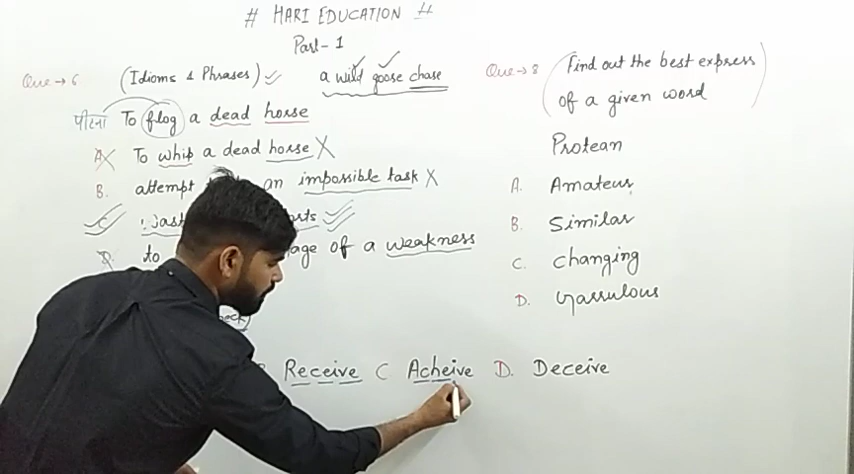 # HARI EDUCATION #
Part-1
Que → 6 (Idioms & Phrases) a wild goose chase
पीटना To flog a dead horse
A. To whip a dead horse
B. attempt an impossible task
C.
D. to of a weakness
B Receive C Acheive D. Deceive
Que → 8 (Find out the best express
of a given word)
Protean
A. Amateur
B. Similar
C. changing
D. Garrulous